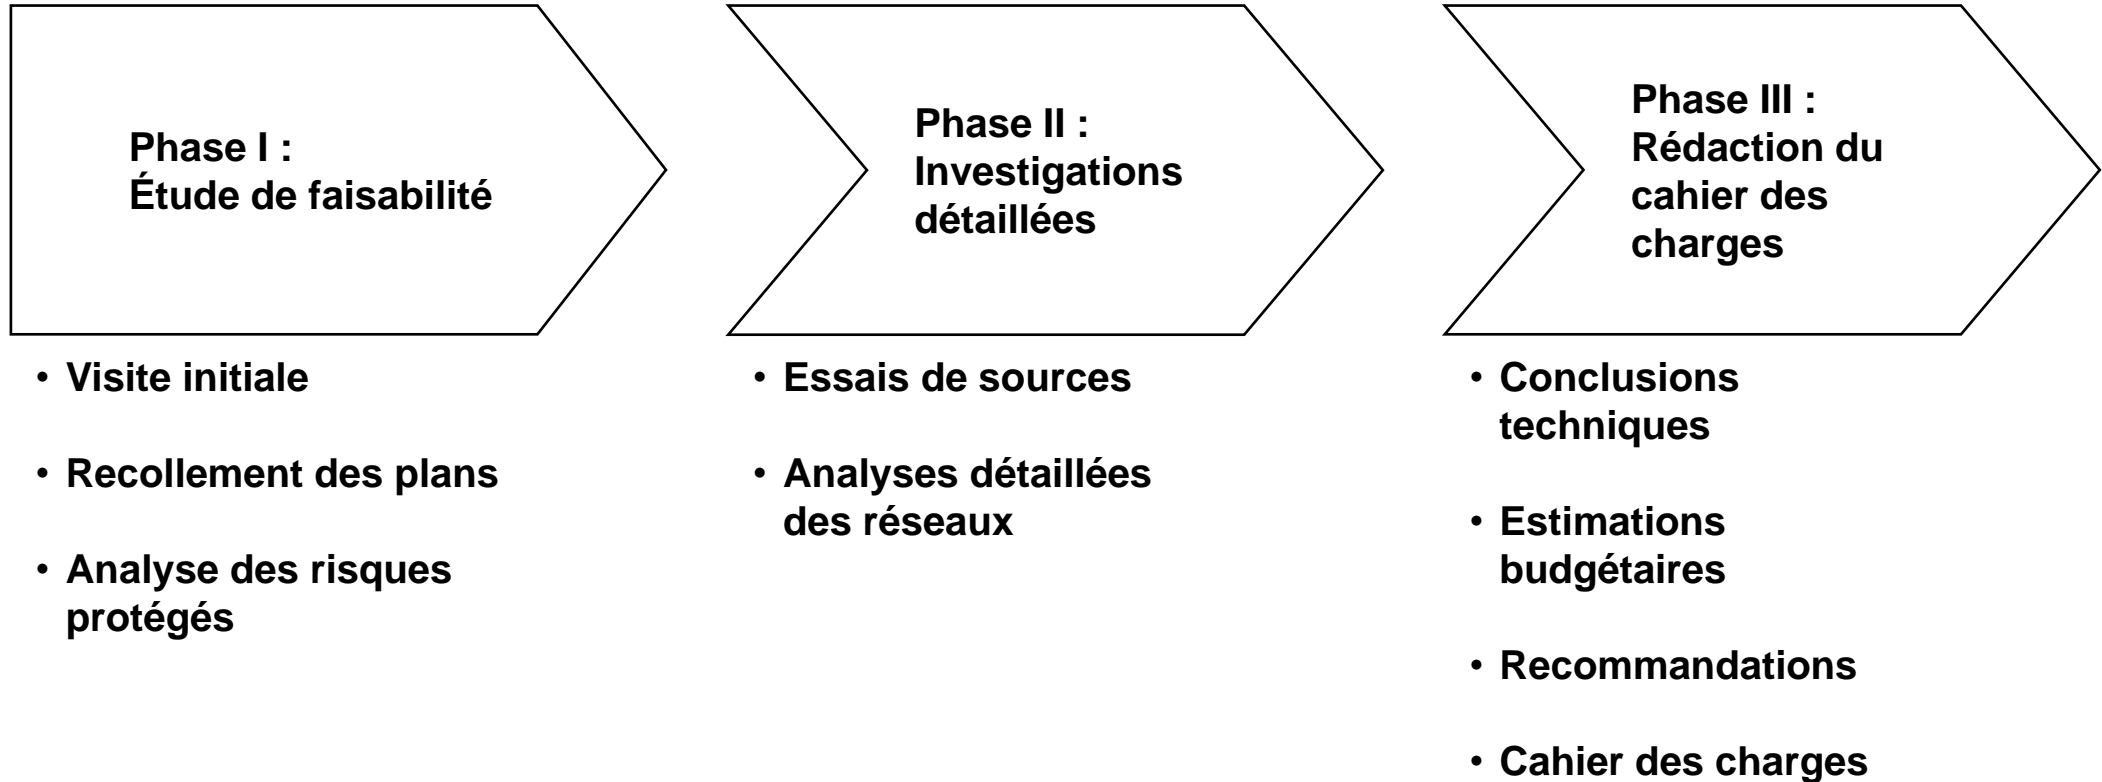 Phase I :
Étude de faisabilité
• Visite initiale
• Recollement des plans
• Analyse des risques
protégés
Phase II :
Investigations
détaillées
• Essais de sources
• Analyses détaillées
des réseaux
Phase III :
Rédaction du
cahier des
charges
• Conclusions
techniques
• Estimations
budgétaires
• Recommandations
• Cahier des charges